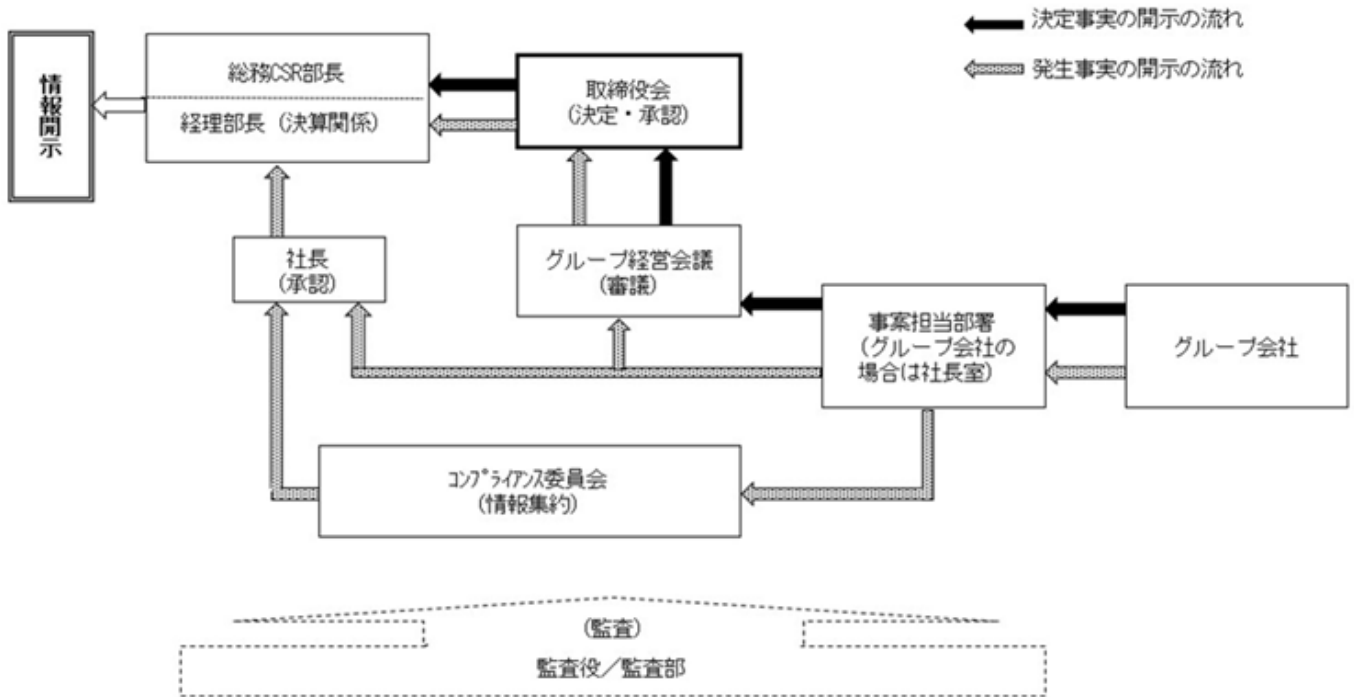 決定事実の開示の流れ
発生事実の開示の流れ
情報開示
総務CSR部長
経理部長（決算関係）
取締役会
(決定・承認)
社長
(承認)
グループ経営会議
(審議)
事案担当部署
（グループ会社の
場合は社長室）
グループ会社
ｺﾝﾌﾟﾗｲｱﾝｽ委員会
(情報集約)
(監査)
監査役／監査部